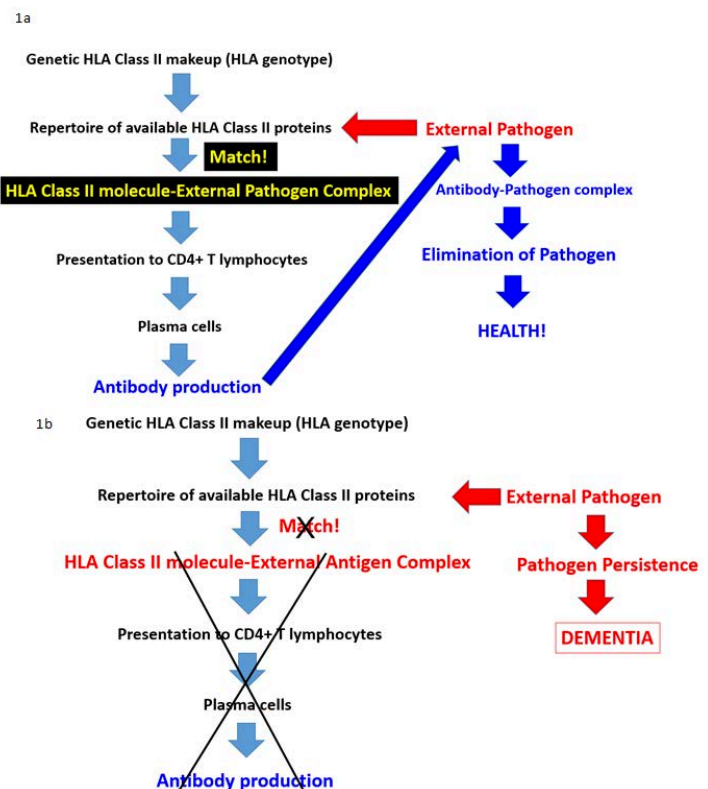 1a
Genetic HLA Class II makeup (HLA genotype)
Repertoire of available HLA Class II proteins
External Pathogen
Match!
HLA Class II molecule-External Pathogen Complex
Antibody-Pathogen complex
Presentation to CD4+ T lymphocytes
Elimination of Pathogen
Plasma cells
HEALTH!
Antibody production
1b
Genetic HLA Class II makeup (HLA genotype)
Repertoire of available HLA Class II proteins
External Pathogen
Match!
HLA Class II molecule-External Antigen Complex
Pathogen Persistence
Presentation to CD4+ T lymphocytes
DEMENTIA
Plasma cells
Antibody production